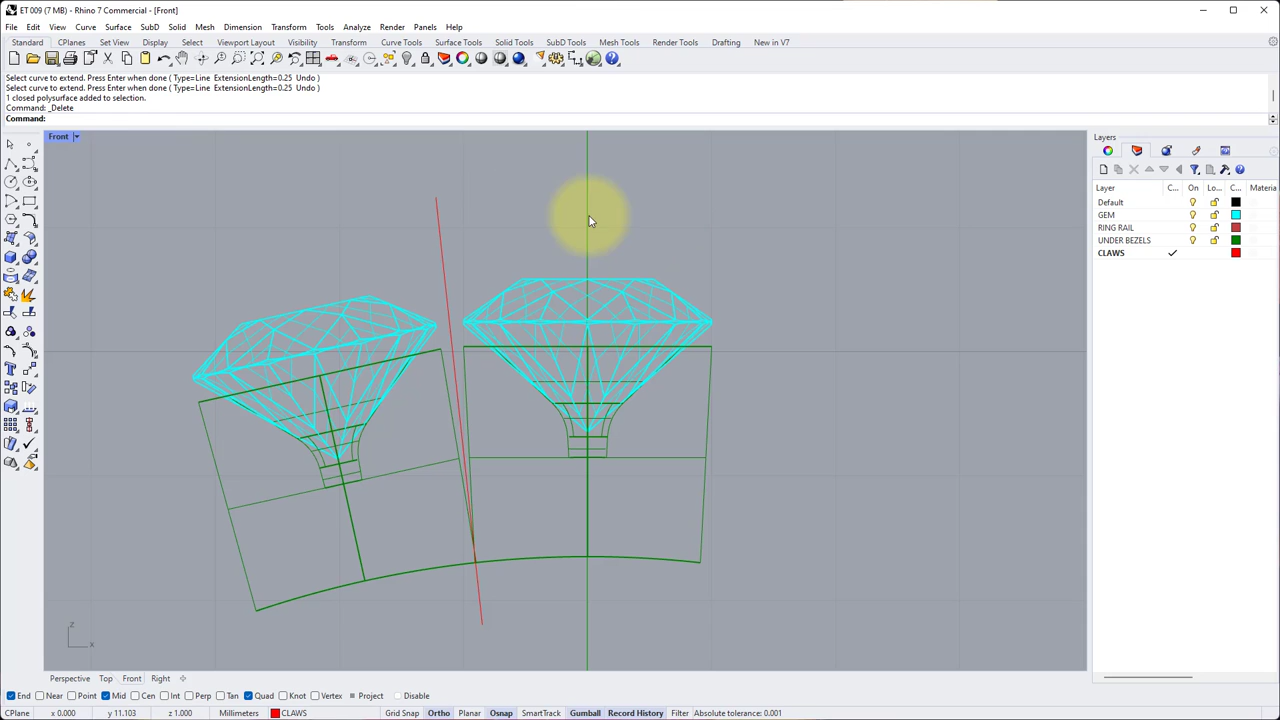 ET 009 (7 MB) - Rhino 7 Commercial - [Front]
File Edit View Curve Surface SubD Solid Mesh Dimension Transform Tools Analyze Render Panels Help
Standard CPlanes Set View Display Select Viewport Layout Visibility Transform Curve Tools Surface Tools Solid Tools SubD Tools Mesh Tools Render Tools Drafting New in V7
Select curve to extend. Press Enter when done ( Type=Line ExtensionLength=0.25 Undo )
Select curve to extend. Press Enter when done ( Type=Line ExtensionLength=0.25 Undo )
1 closed polysurface added to selection.
Command: _Delete
Command:
Front
Layers
Layer C... On Lo... C... Materia
Default
GEM
RING RAIL
UNDER BEZELS
CLAWS
z
x
Perspective Top Front Right
End Near Point Mid Cen Int Perp Tan Quad Knot Vertex Project Disable
CPlane x 0.000 y 11.103 z 1.000 Millimeters CLAWS Grid Snap Ortho Planar Osnap SmartTrack Gumball Record History Filter Absolute tolerance: 0.001